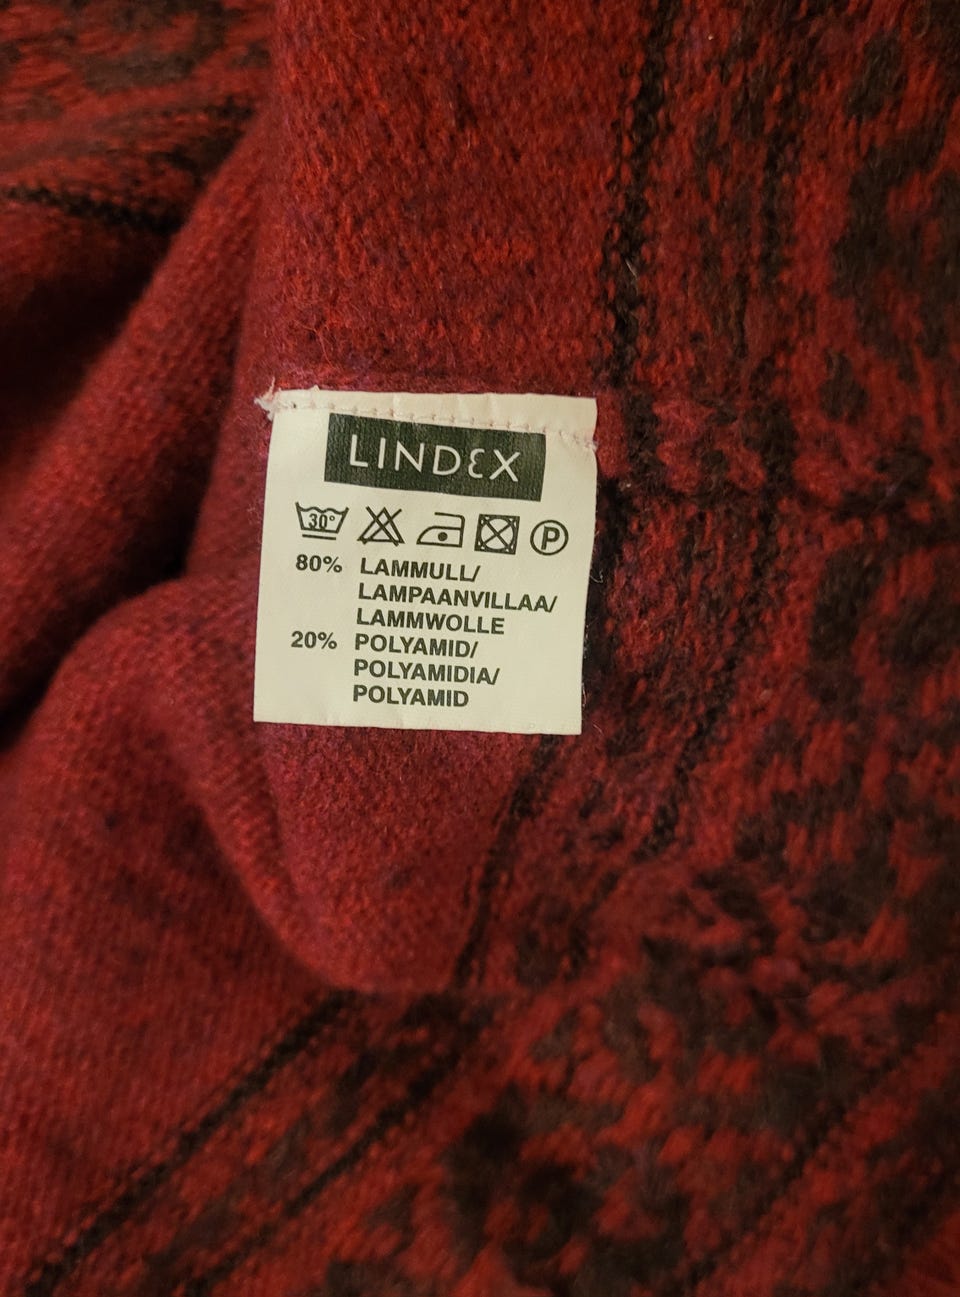 LINDEX
30°
P
80% LAMMULL/
LAMPAANVILLAA/
LAMMWOLLE
20% POLYAMID/
POLYAMIDIA/
POLYAMID